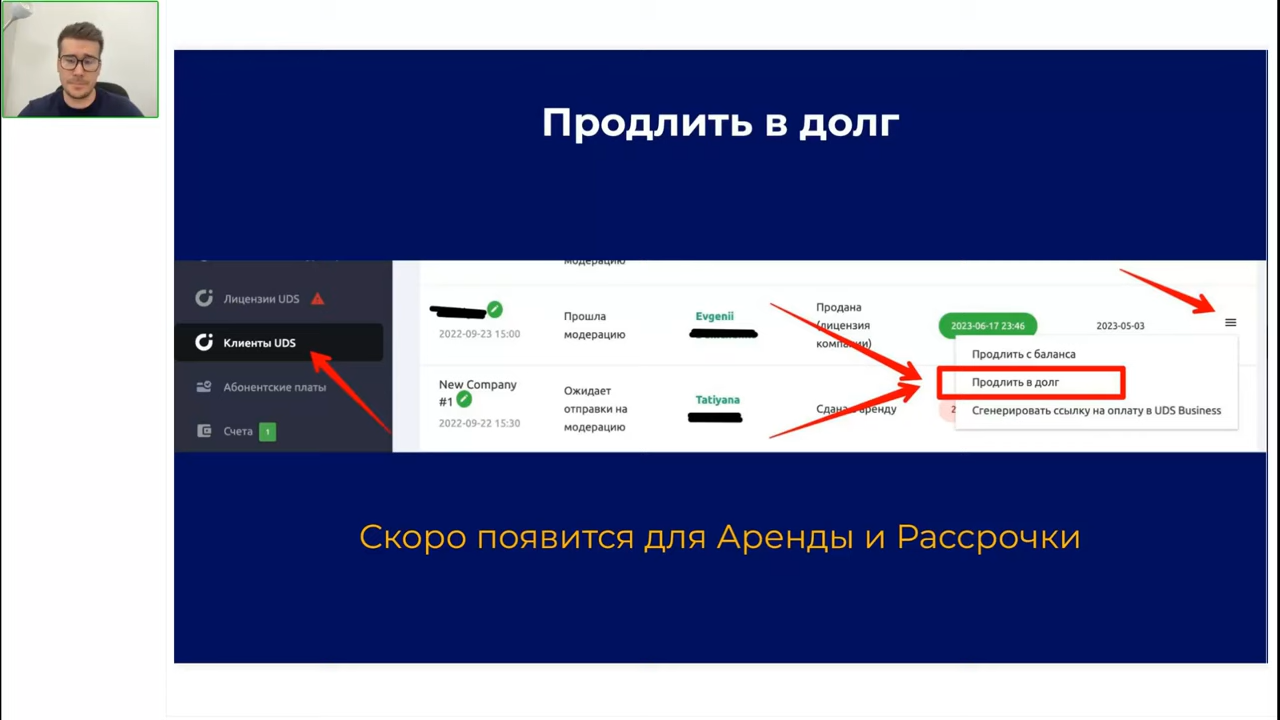 Продлить в долг
модерацию
Лицензии UDS
Клиенты UDS
Абонентские платы
Счета 1
2022-09-23 15:00
Прошла
модерацию
Evgenii
Продана
(лицензия
компании)
2023-06-17 23:46
2023-05-03
New Company
#1
2022-09-22 15:30
Ожидает
отправки на
модерацию
Tatiyana
Сдана в аренду
2
Продлить с баланса
Продлить в долг
Сгенерировать ссылку на оплату в UDS Business
Скоро появится для Аренды и Рассрочки